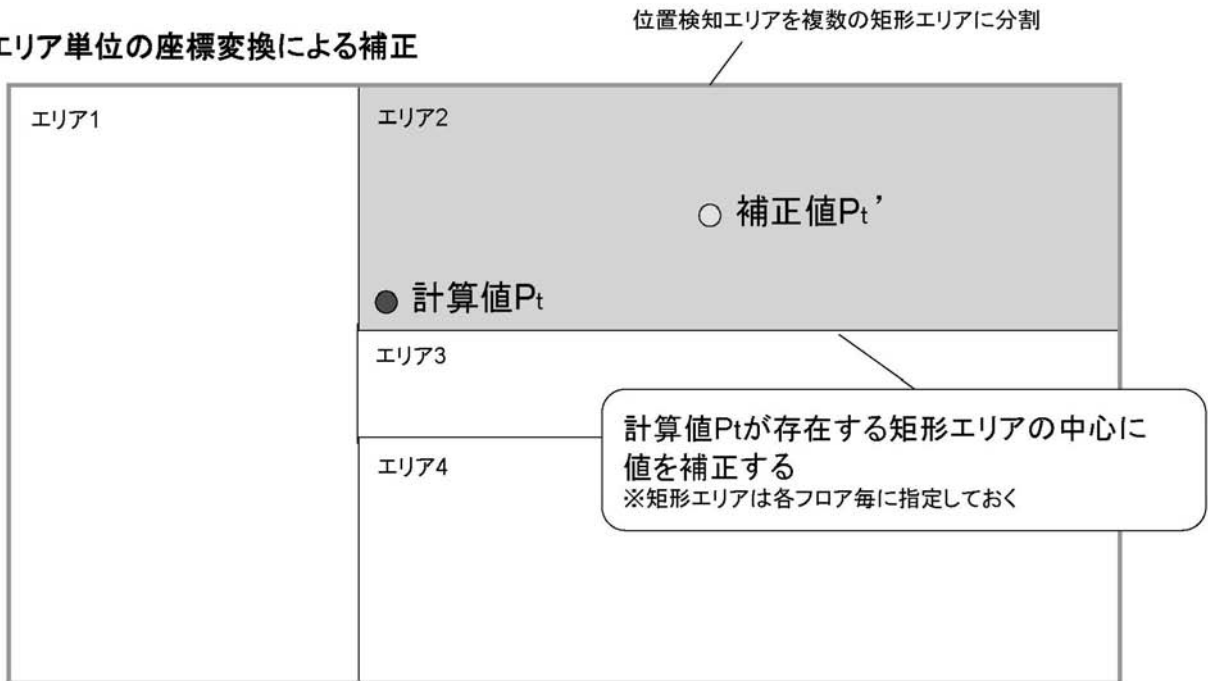 エリア単位の座標変換による補正
位置検知エリアを複数の矩形エリアに分割
エリア1
エリア2
補正値Pt’
計算値Pt
エリア3
計算値Ptが存在する矩形エリアの中心に
値を補正する
※矩形エリアは各フロア毎に指定しておく
エリア4